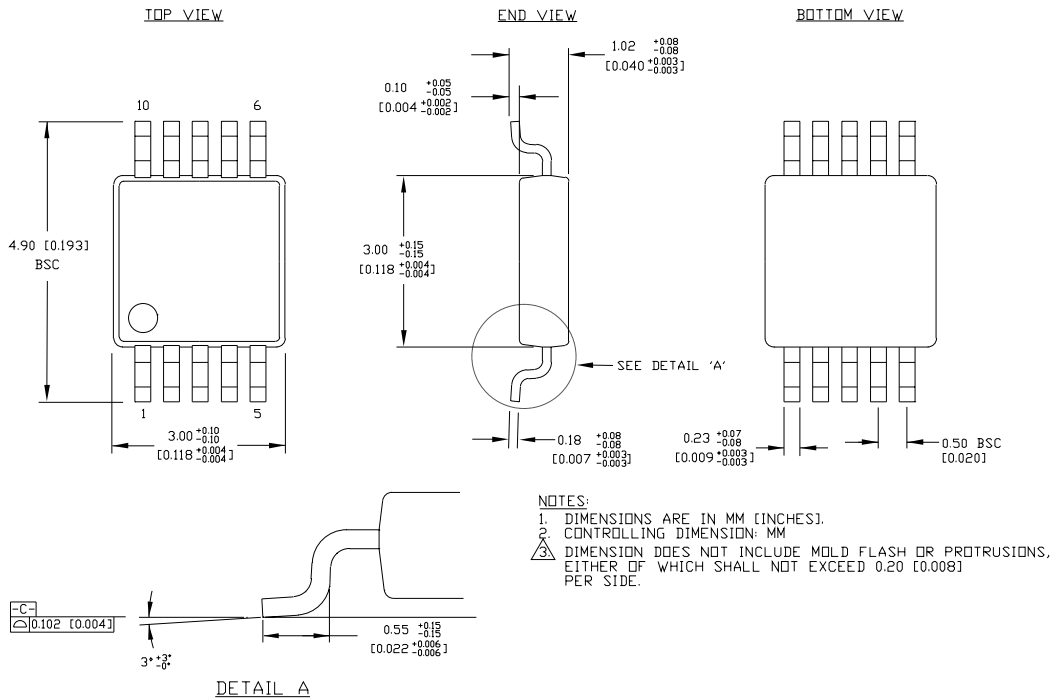 TOP VIEW
END VIEW
BOTTOM VIEW
1.02 +0.08 -0.08
[0.040 +0.003 -0.003]
0.10 +0.05 -0.05
[0.004 +0.002 -0.002]
10
6
4.90 [0.193]
BSC
3.00 +0.15 -0.15
[0.118 +0.004 -0.004]
SEE DETAIL 'A'
1
5
3.00 +0.10 -0.10
[0.118 +0.004 -0.004]
0.18 +0.08 -0.08
[0.007 +0.003 -0.003]
0.23 +0.07 -0.08
[0.009 +0.003 -0.003]
0.50 BSC
[0.020]
NOTES:
1. DIMENSIONS ARE IN MM [INCHES].
2. CONTROLLING DIMENSION: MM
3. DIMENSION DOES NOT INCLUDE MOLD FLASH OR PROTRUSIONS,
EITHER OF WHICH SHALL NOT EXCEED 0.20 [0.008]
PER SIDE.
-C-
⌓ 0.102 [0.004]
0.55 +0.15 -0.15
[0.022 +0.006 -0.006]
3° +3° -0°
DETAIL A